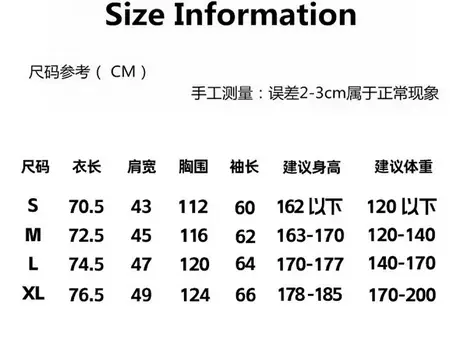 Size Information
尺码参考（ CM ）
手工测量：误差2-3cm属于正常现象
尺码 衣长 肩宽 胸围 袖长 建议身高 建议体重
S 70.5 43 112 60 162 以下 120 以下
M 72.5 45 116 62 163-170 120-140
L 74.5 47 120 64 170-177 140-170
XL 76.5 49 124 66 178-185 170-200